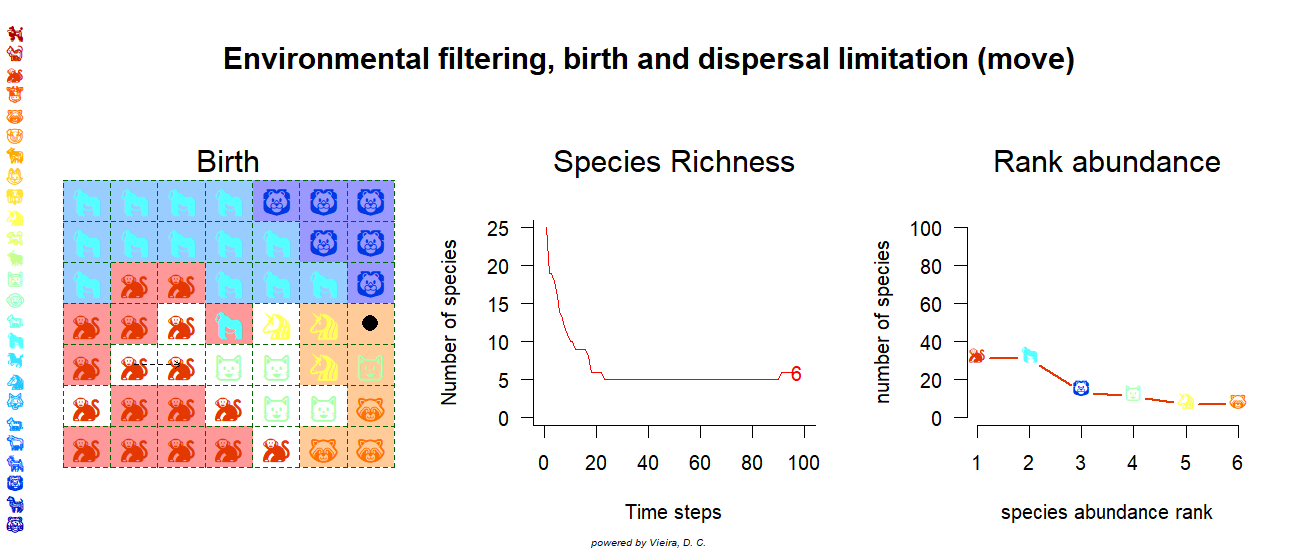 Environmental filtering, birth and dispersal limitation (move)
Birth
Species Richness
Rank abundance
Number of species
25
20
15
10
5
0
6
0 20 40 60 80 100
Time steps
number of species
100
80
60
40
20
0
1 2 3 4 5 6
species abundance rank
powered by Vieira, D. C.